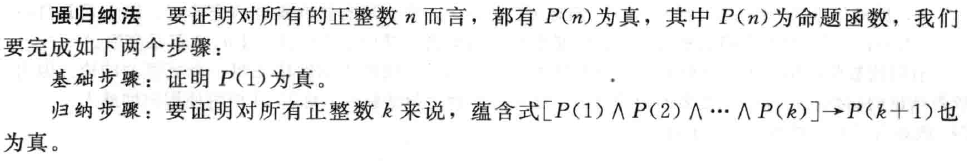 强归纳法 要证明对所有的正整数 n 而言，都有 P(n)为真，其中 P(n)为命题函数，我们
要完成如下两个步骤：
基础步骤：证明 P(1)为真。
归纳步骤：要证明对所有正整数 k 来说，蕴含式[P(1)∧P(2)∧⋯∧P(k)]→P(k+1)也
为真。